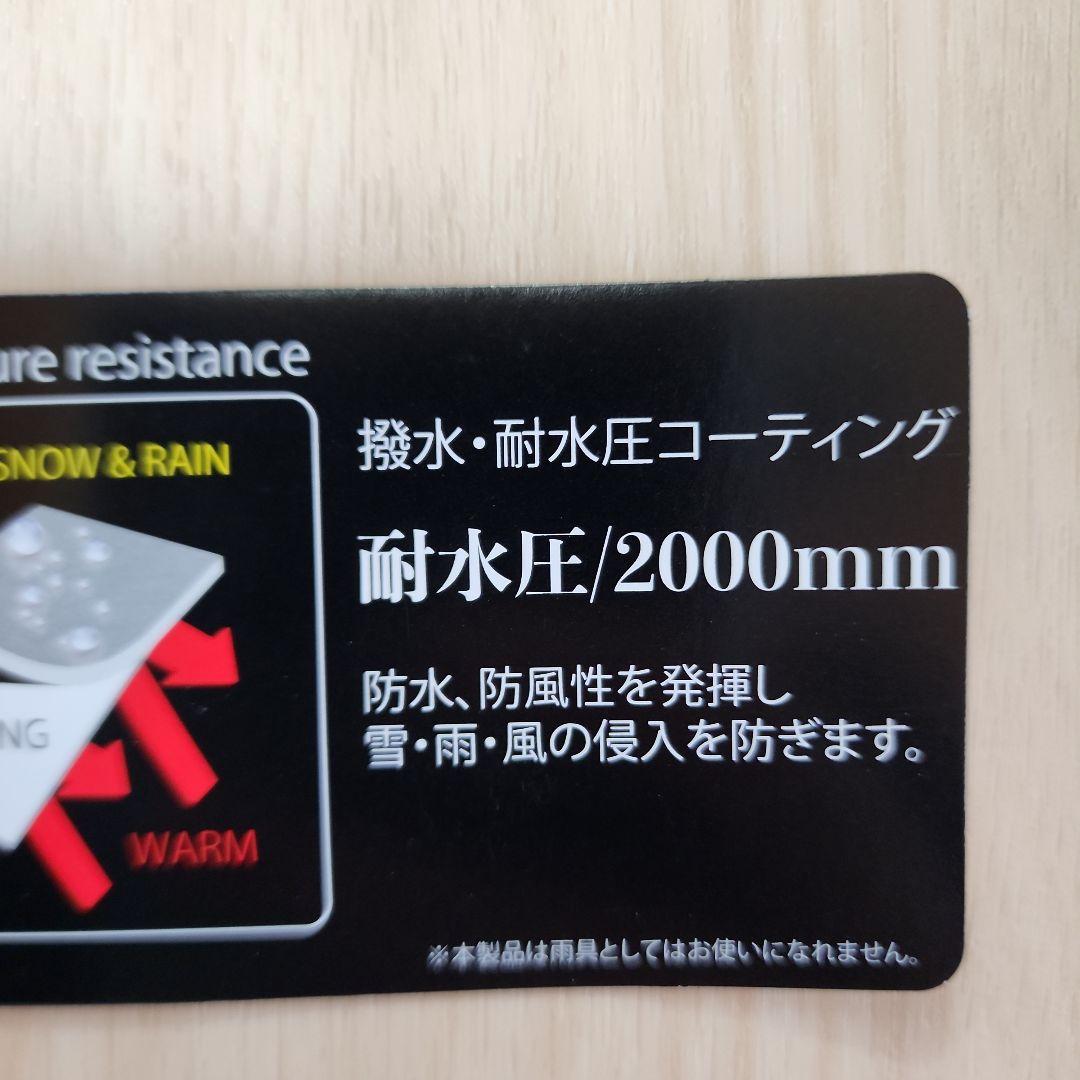 ure resistance
SNOW & RAIN
NG
WARM
撥水・耐水圧コーティング
耐水圧/2000mm
防水、防風性を発揮し
雪・雨・風の侵入を防ぎます。
※本製品は雨具としてはお使いになれません。